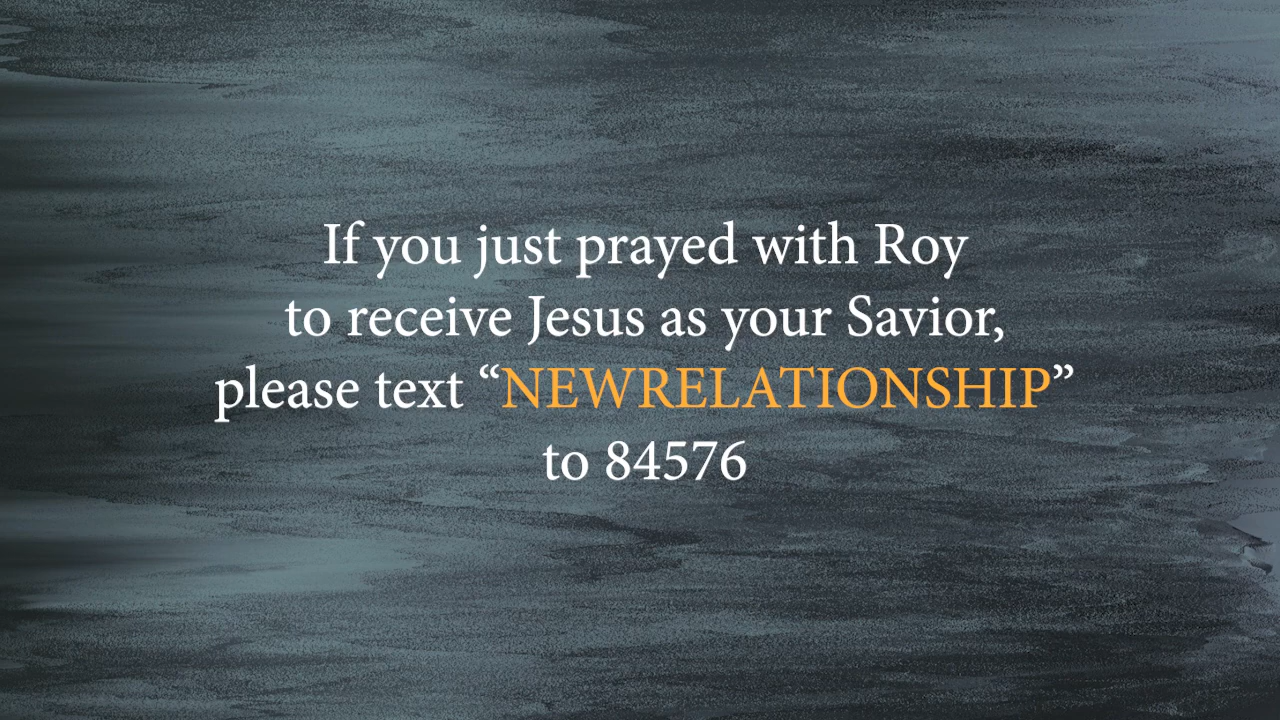 If you just prayed with Roy
to receive Jesus as your Savior,
please text “NEWRELATIONSHIP”
to 84576